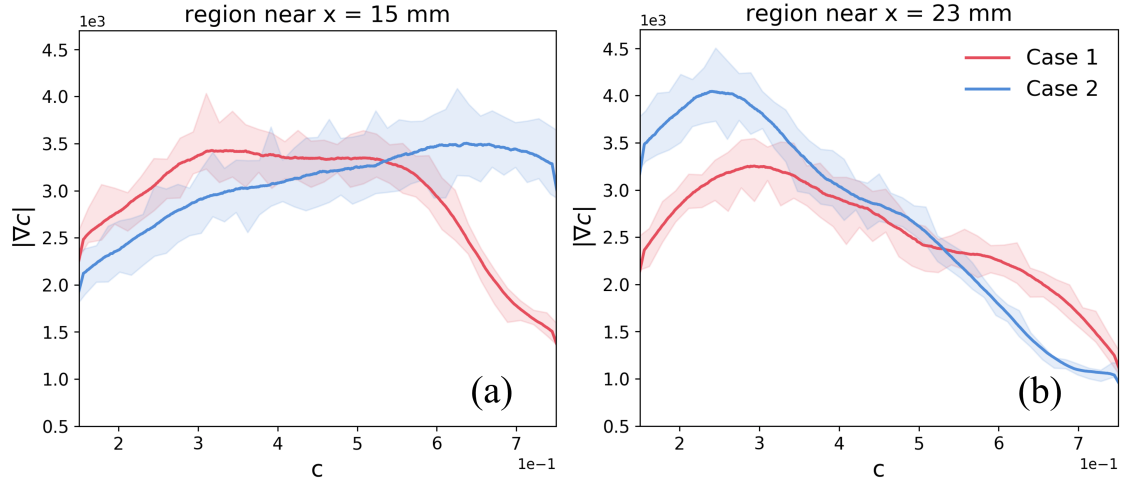 region near x = 15 mm
1e3
4.5
4.0
3.5
3.0
2.5
2.0
1.5
1.0
0.5
|∇c|
2 3 4 5 6 7
1e−1
c
(a)
region near x = 23 mm
1e3
4.5
4.0
3.5
3.0
2.5
2.0
1.5
1.0
0.5
|∇c|
Case 1
Case 2
2 3 4 5 6 7
1e−1
c
(b)